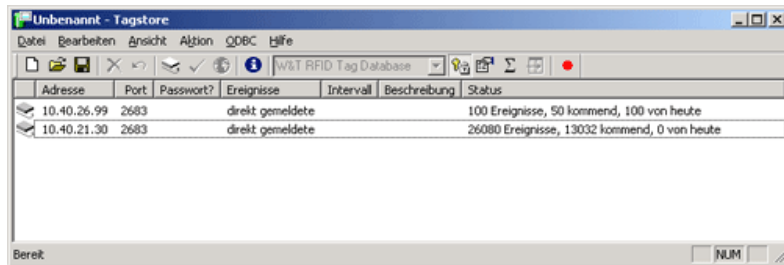 Unbenannt - Tagstore
Datei Bearbeiten Ansicht Aktion ODBC Hilfe
W&T RFID Tag Database Σ
Adresse Port Passwort? Ereignisse Intervall Beschreibung Status
10.40.26.99 2683 direkt gemeldete 100 Ereignisse, 50 kommend, 100 von heute
10.40.21.30 2683 direkt gemeldete 26080 Ereignisse, 13032 kommend, 0 von heute
Bereit NUM